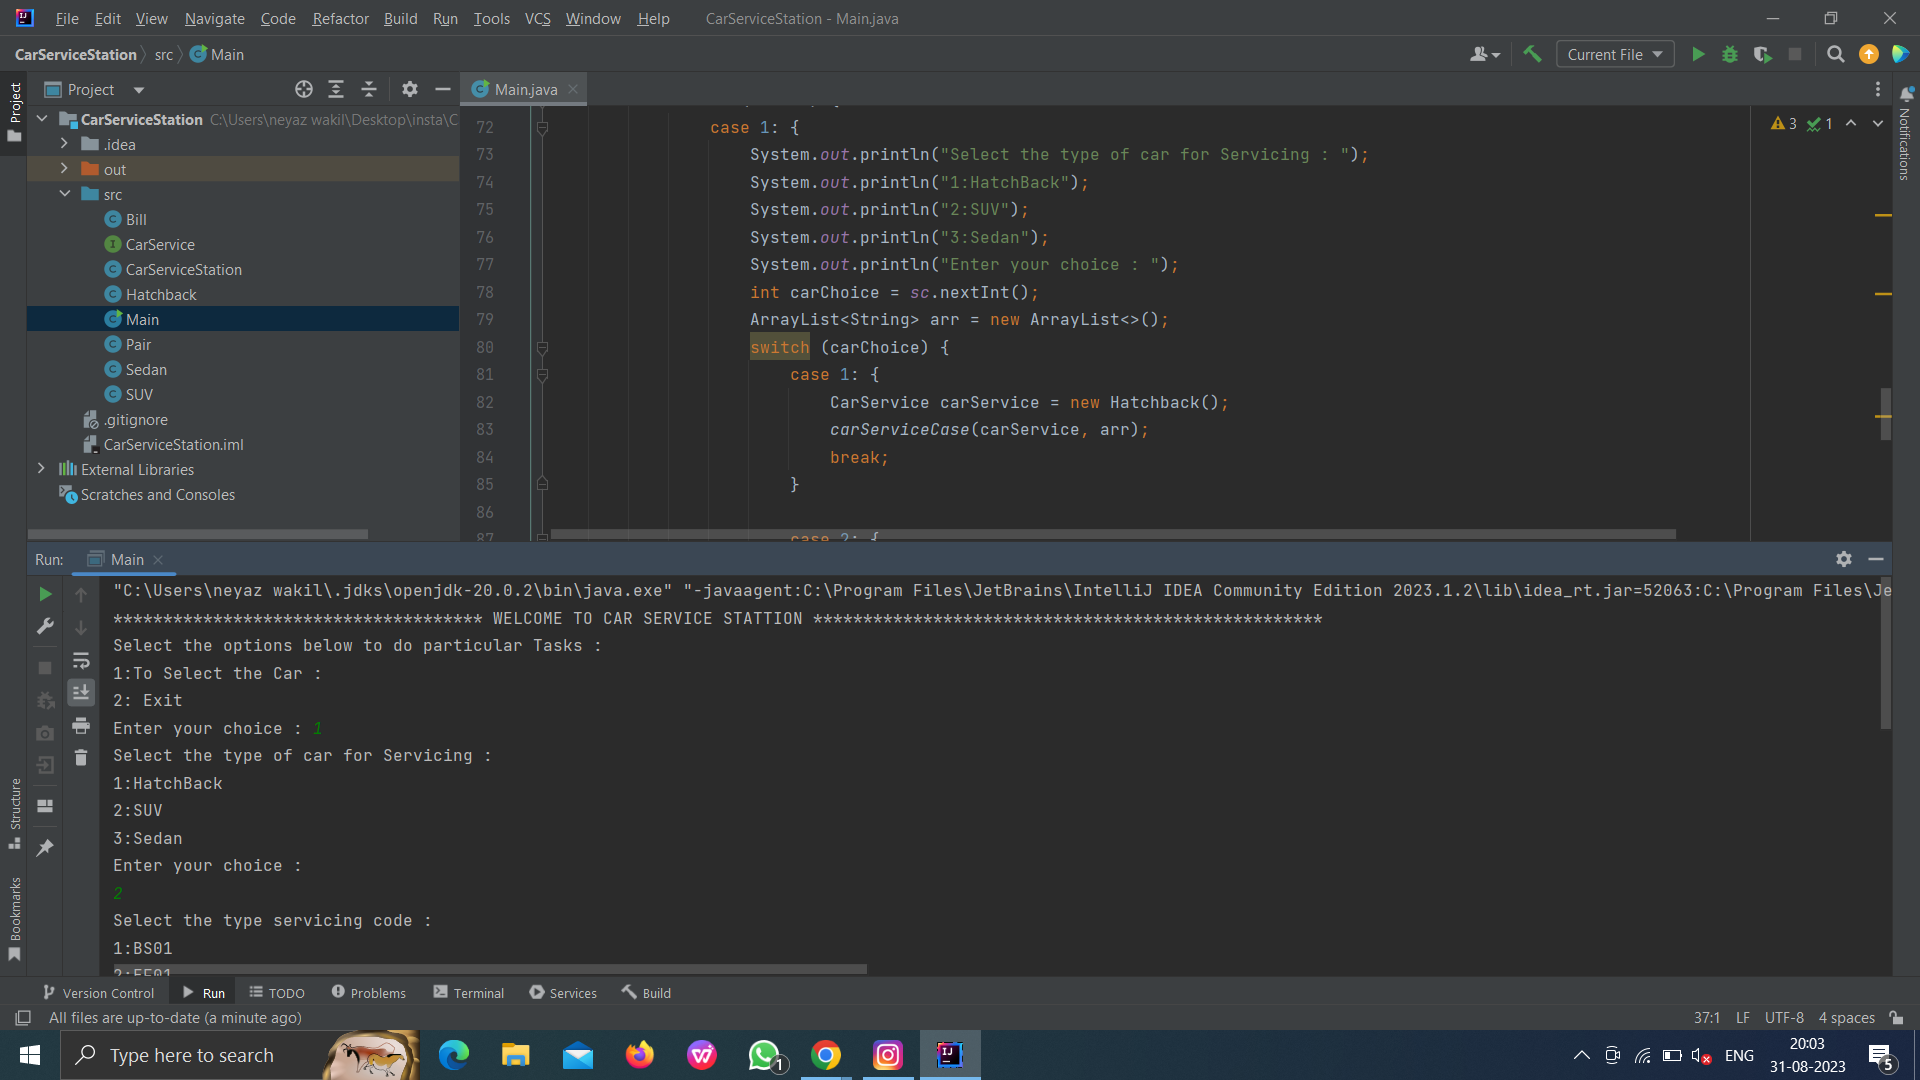 File Edit View Navigate Code Refactor Build Run Tools VCS Window Help CarServiceStation - Main.java
CarServiceStation src Main
Current File
Project
Main.java
Project
Notifications
CarServiceStation C:\Users\neyaz wakil\Desktop\insta\C
.idea
out
src
Bill
CarService
CarServiceStation
Hatchback
Main
Pair
Sedan
SUV
.gitignore
CarServiceStation.iml
External Libraries
Scratches and Consoles
3 1
72 case 1: {
73 System.out.println("Select the type of car for Servicing : ");
74 System.out.println("1:HatchBack");
75 System.out.println("2:SUV");
76 System.out.println("3:Sedan");
77 System.out.println("Enter your choice : ");
78 int carChoice = sc.nextInt();
79 ArrayList<String> arr = new ArrayList<>();
80 switch (carChoice) {
81 case 1: {
82 CarService carService = new Hatchback();
83 carServiceCase(carService, arr);
84 break;
85 }
86
87 case 2: {
Run: Main
"C:\Users\neyaz wakil\.jdks\openjdk-20.0.2\bin\java.exe" "-javaagent:C:\Program Files\JetBrains\IntelliJ IDEA Community Edition 2023.1.2\lib\idea_rt.jar=52063:C:\Program Files\Je
************************************* WELCOME TO CAR SERVICE STATTION ***************************************************
Select the options below to do particular Tasks :
1:To Select the Car :
2: Exit
Enter your choice : 1
Select the type of car for Servicing :
1:HatchBack
2:SUV
3:Sedan
Enter your choice :
2
Select the type servicing code :
1:BS01
2:EF01
Structure
Bookmarks
Version Control Run TODO Problems Terminal Services Build
All files are up-to-date (a minute ago)
37:1 LF UTF-8 4 spaces
Type here to search
1
ENG
20:03
31-08-2023
5